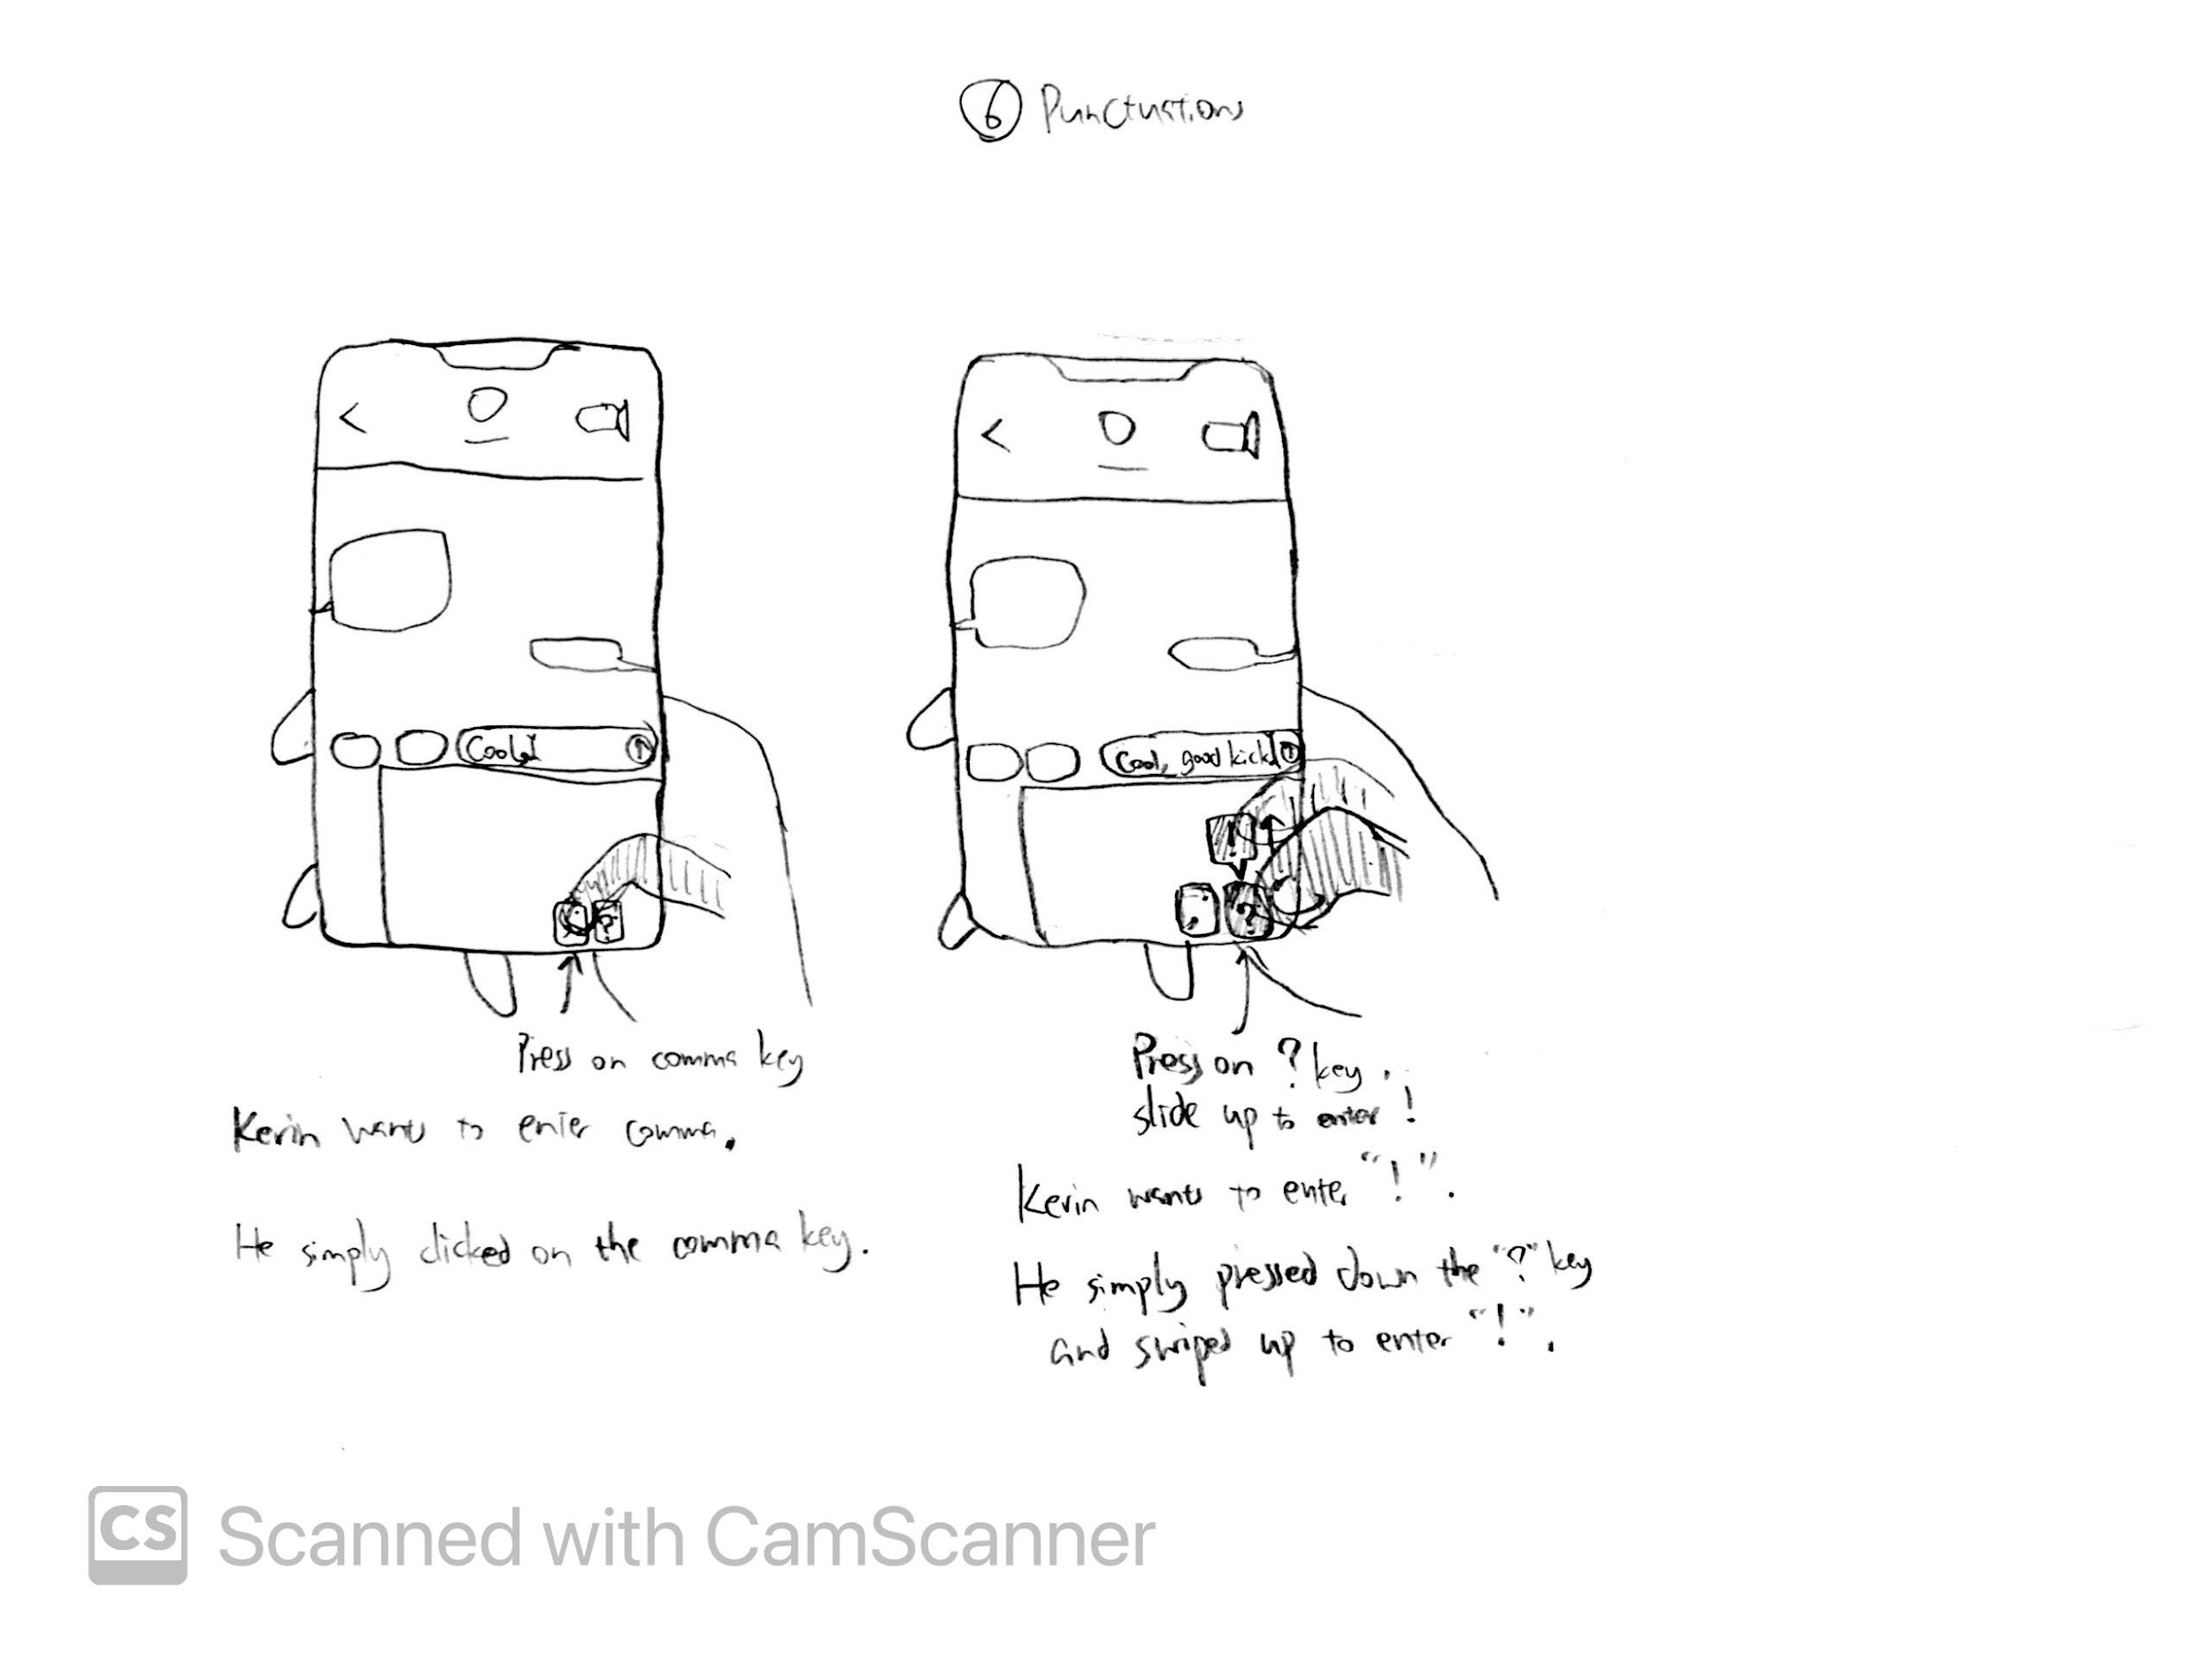 6 Punctustions
Cool,
Cool, good kick
!
?
, ?
Press on comma key
Kevin wants to enter comma.
He simply clicked on the comma key.
Press on ? key.
slide up to enter !
Kevin wants to enter "!".
He simply pressed down the "?" key
and swiped up to enter "!".
CS Scanned with CamScanner